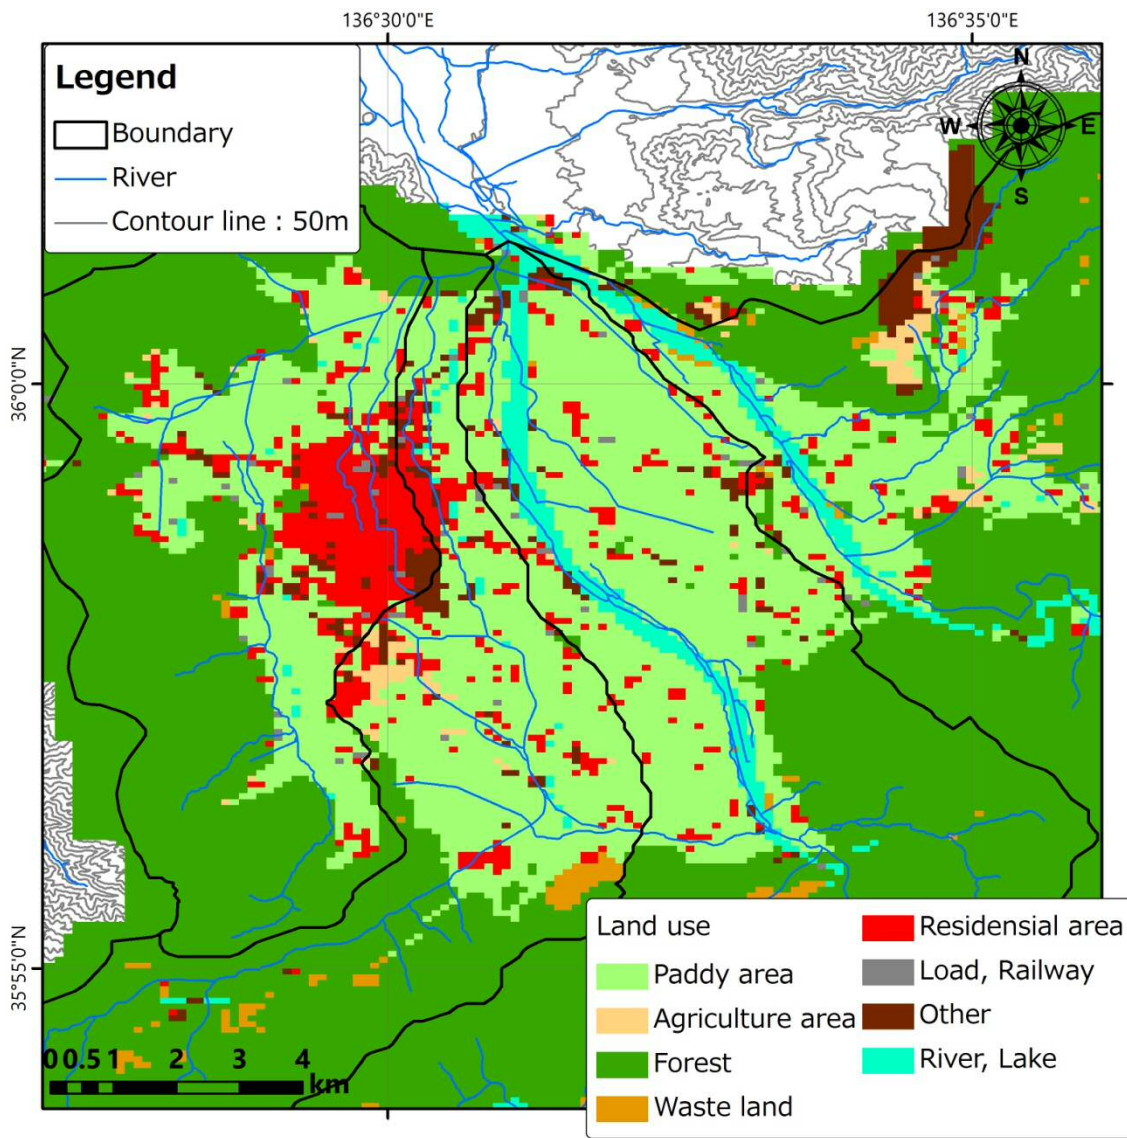 136°30'0"E
136°35'0"E
Legend
Boundary
River
Contour line : 50m
N
W
E
S
36°0'0"N
35°55'0"N
Land use
Paddy area
Agriculture area
Forest
Waste land
Residensial area
Load, Railway
Other
River, Lake
0 0.5 1 2 3 4
km